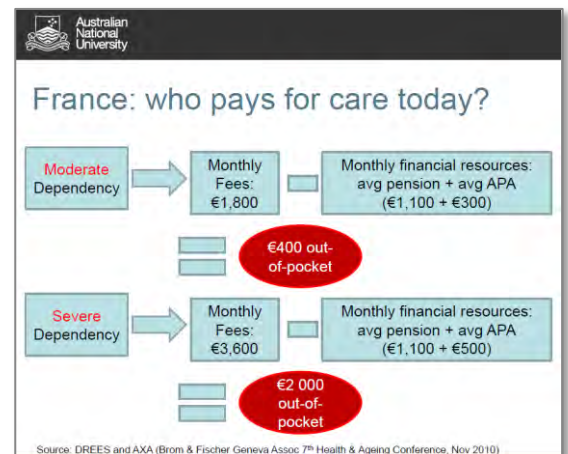 Australian
National
University
France: who pays for care today?
Moderate
Dependency
Monthly
Fees:
€1,800
Monthly financial resources:
avg pension + avg APA
(€1,100 + €300)
€400 out-
of-pocket
Severe
Dependency
Monthly
Fees:
€3,600
Monthly financial resources:
avg pension + avg APA
(€1,100 + €500)
€2 000
out-of-
pocket
Source: DREES and AXA (Brom & Fischer Geneva Assoc 7th Health & Ageing Conference, Nov 2010)